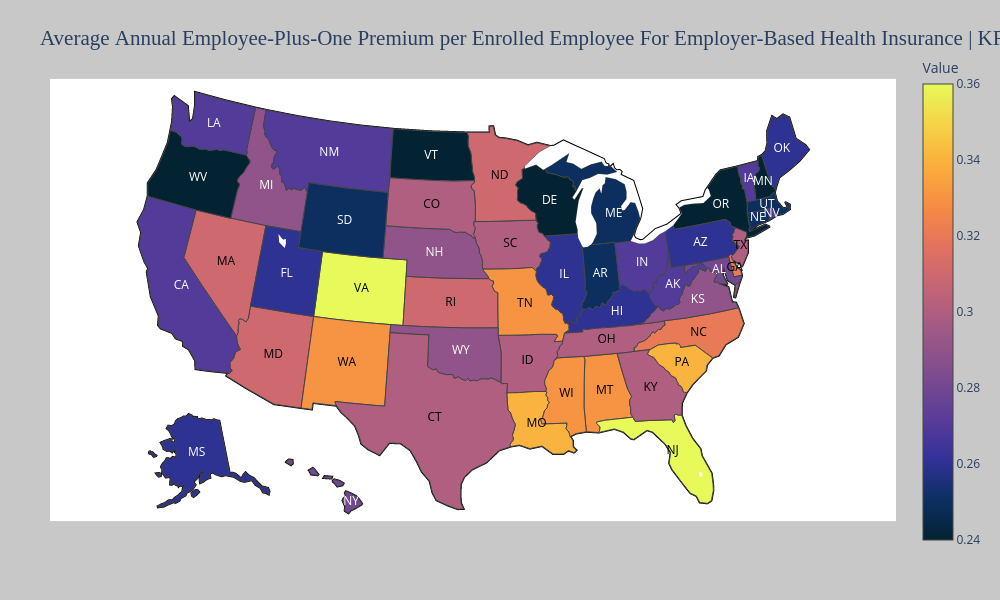 Average Annual Employee-Plus-One Premium per Enrolled Employee For Employer-Based Health Insurance | KF
Value
0.36
0.34
0.32
0.3
0.28
0.26
0.24
LA
NM
VT
ND
WV
MI
SD
CO
DE
ME
OR
IA
MN
OK
UT
NE
NV
CA
MA
FL
NH
SC
IL
AR
IN
AZ
TX
GA
AL
AK
KS
VA
RI
TN
HI
MD
WA
WY
ID
OH
NC
CT
MO
WI
MT
KY
PA
NJ
MS
NY